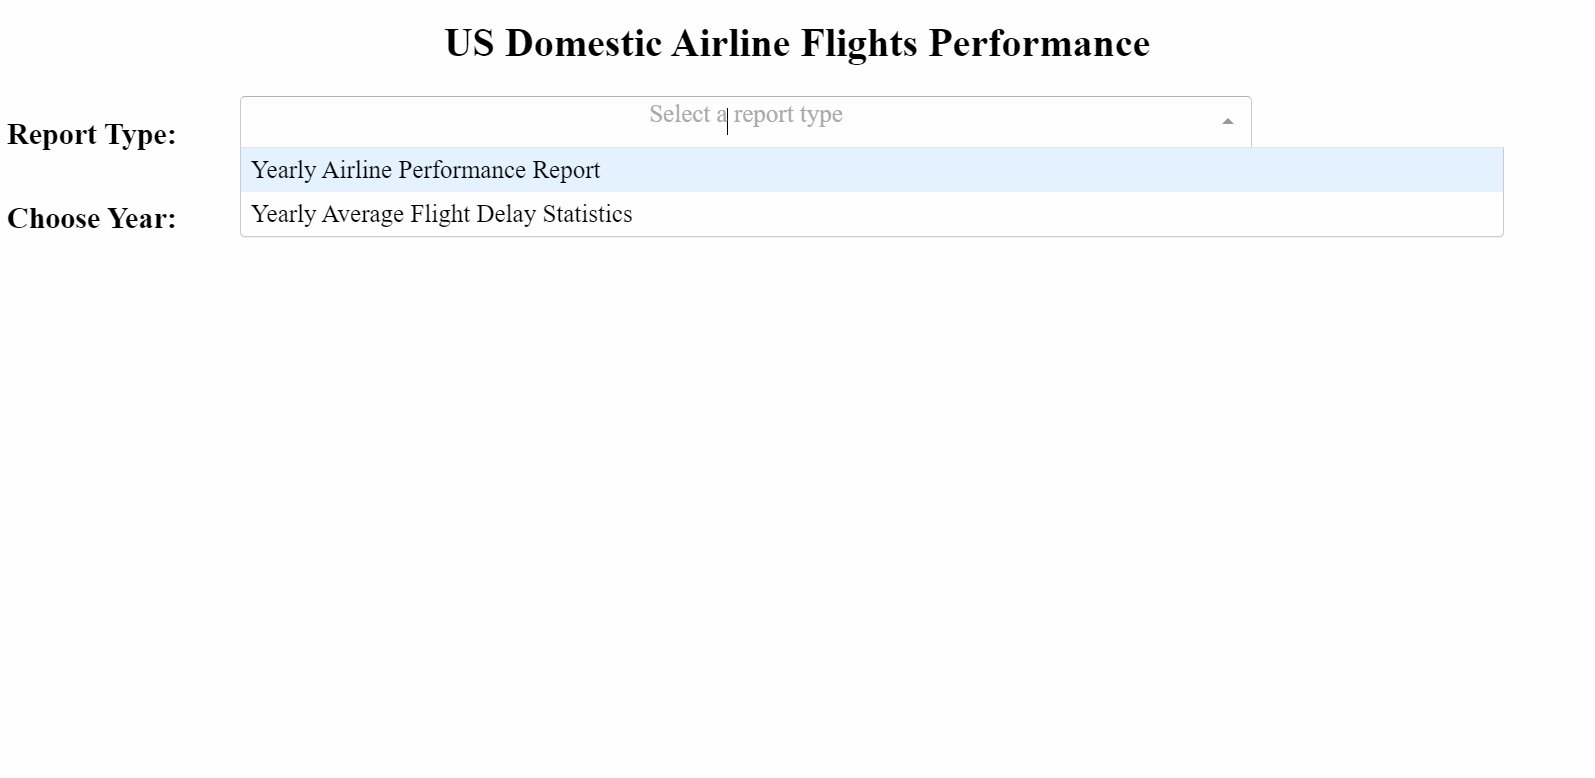 US Domestic Airline Flights Performance
Report Type:
Select a report type
Yearly Airline Performance Report
Yearly Average Flight Delay Statistics
Choose Year: